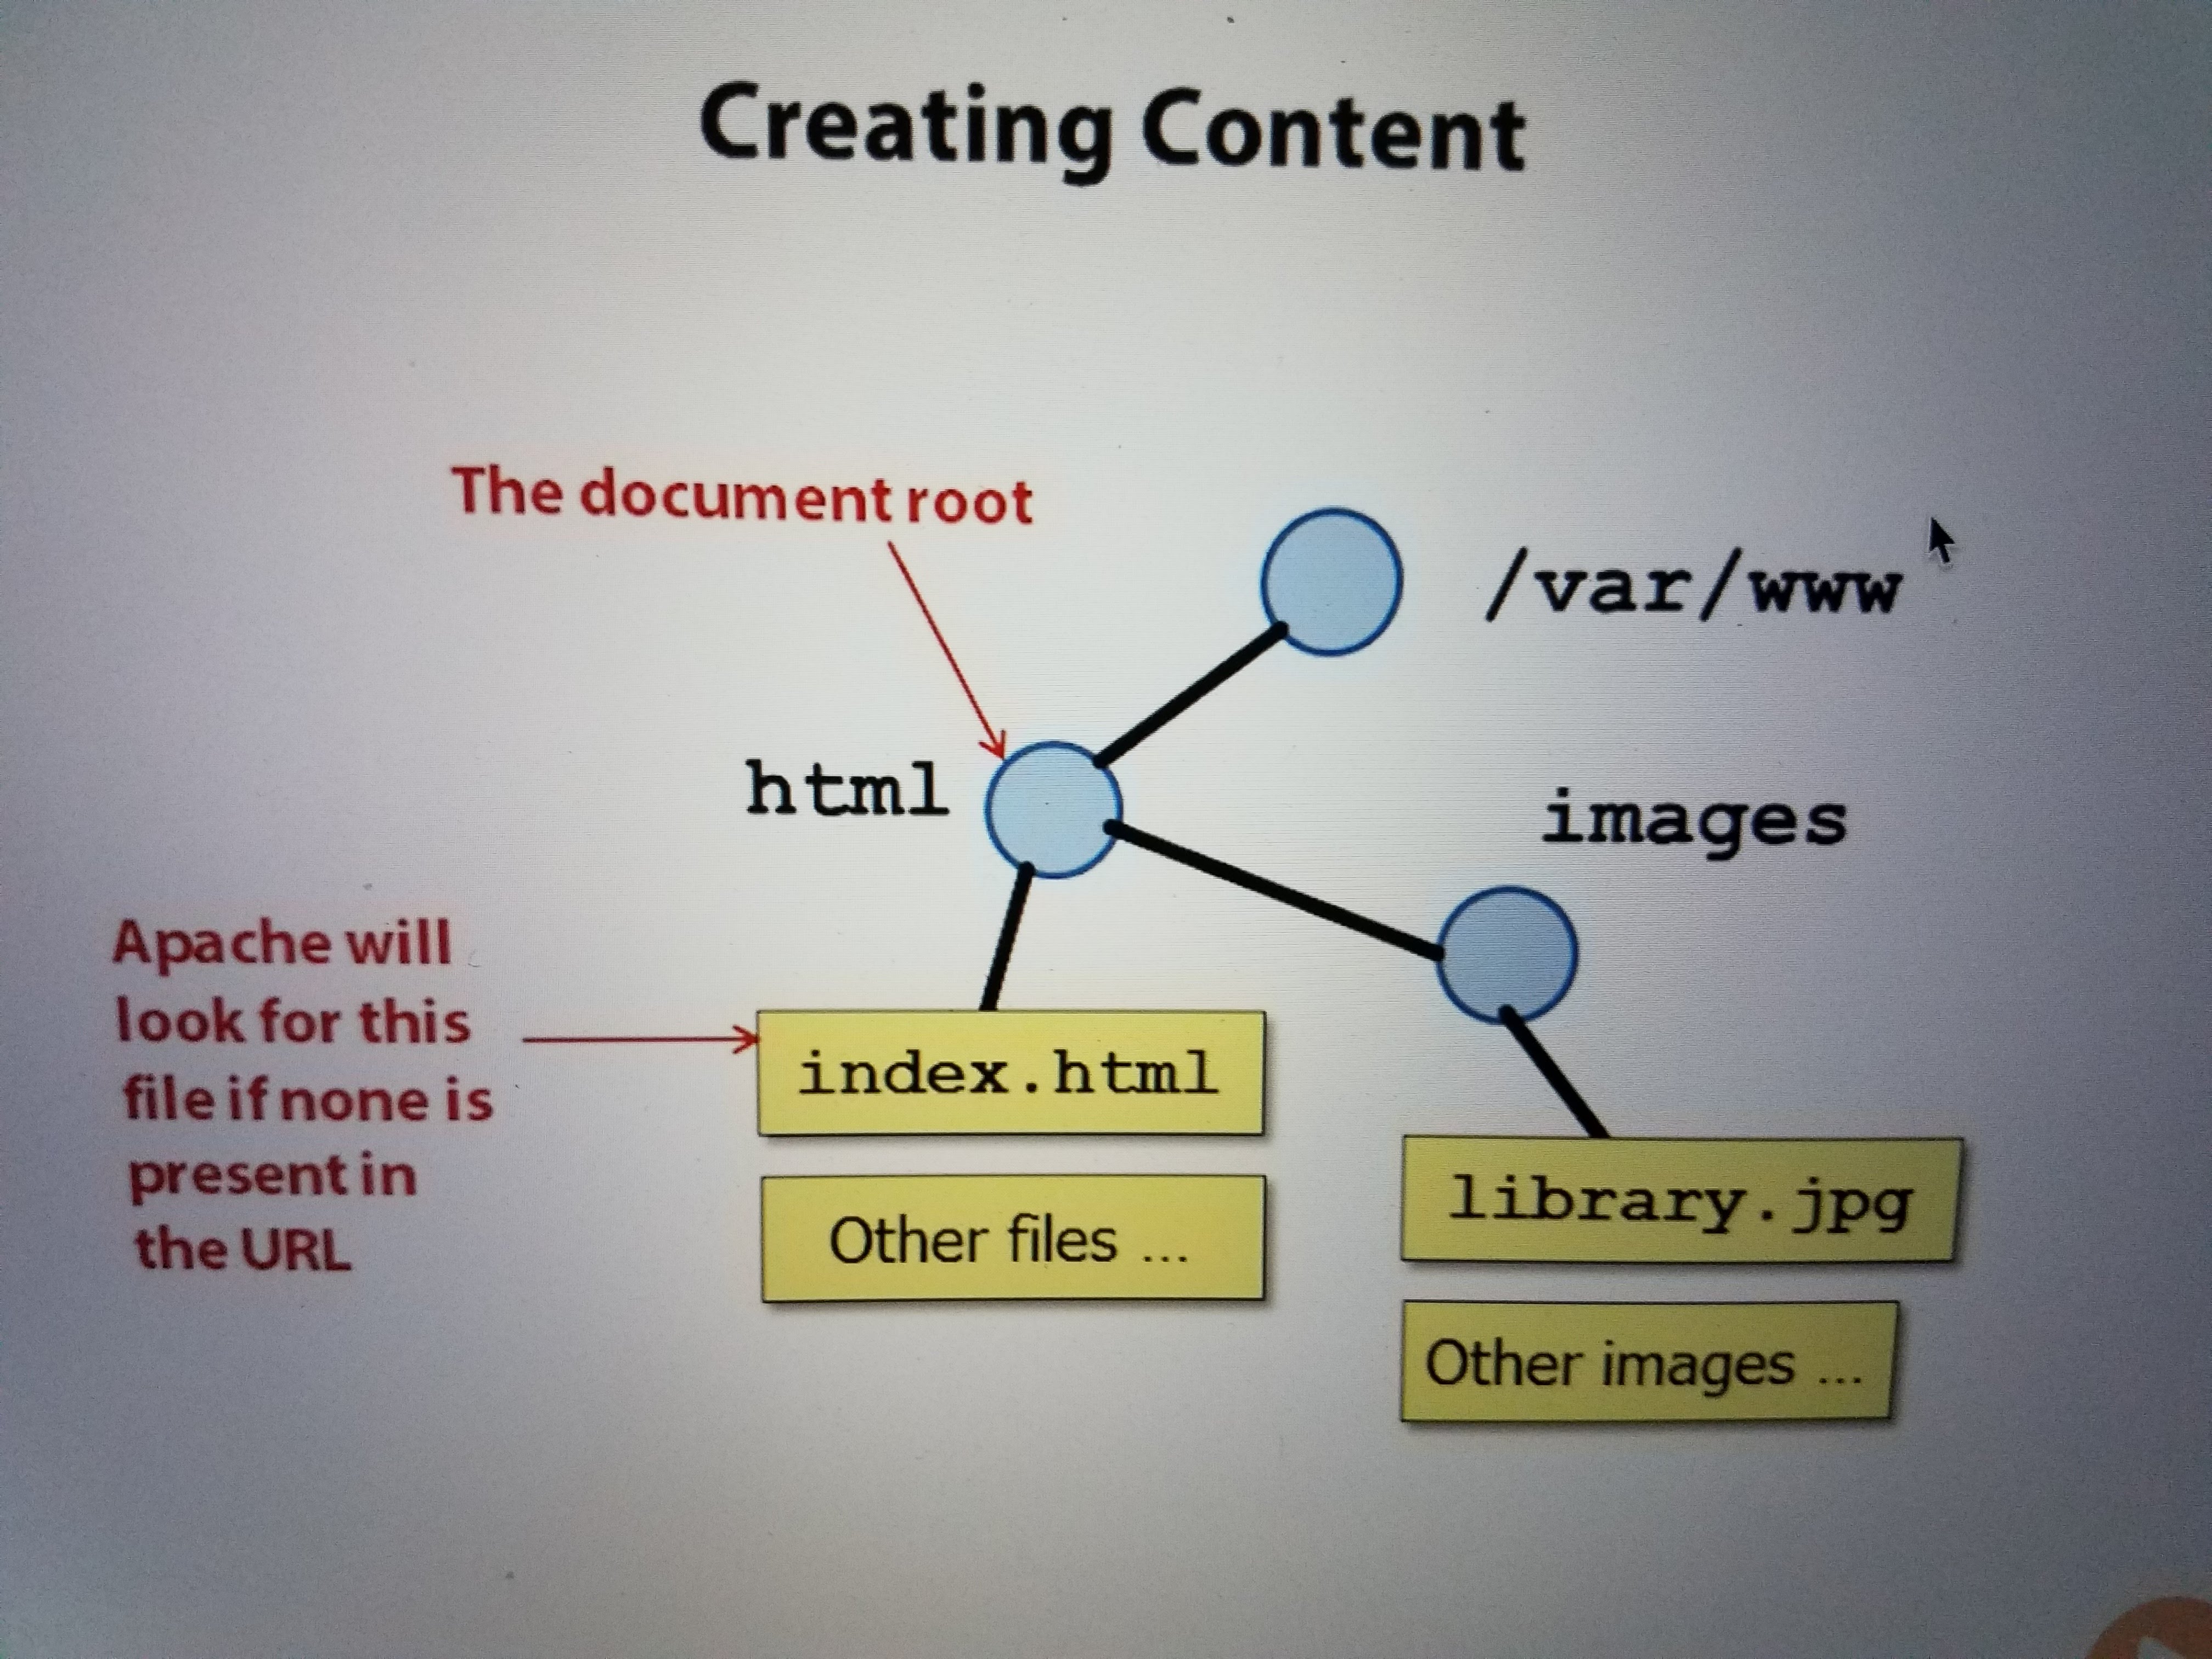 Creating Content
The document root
/var/www
html
images
Apache will
look for this
file if none is
present in
the URL
index.html
Other files ...
library.jpg
Other images ...